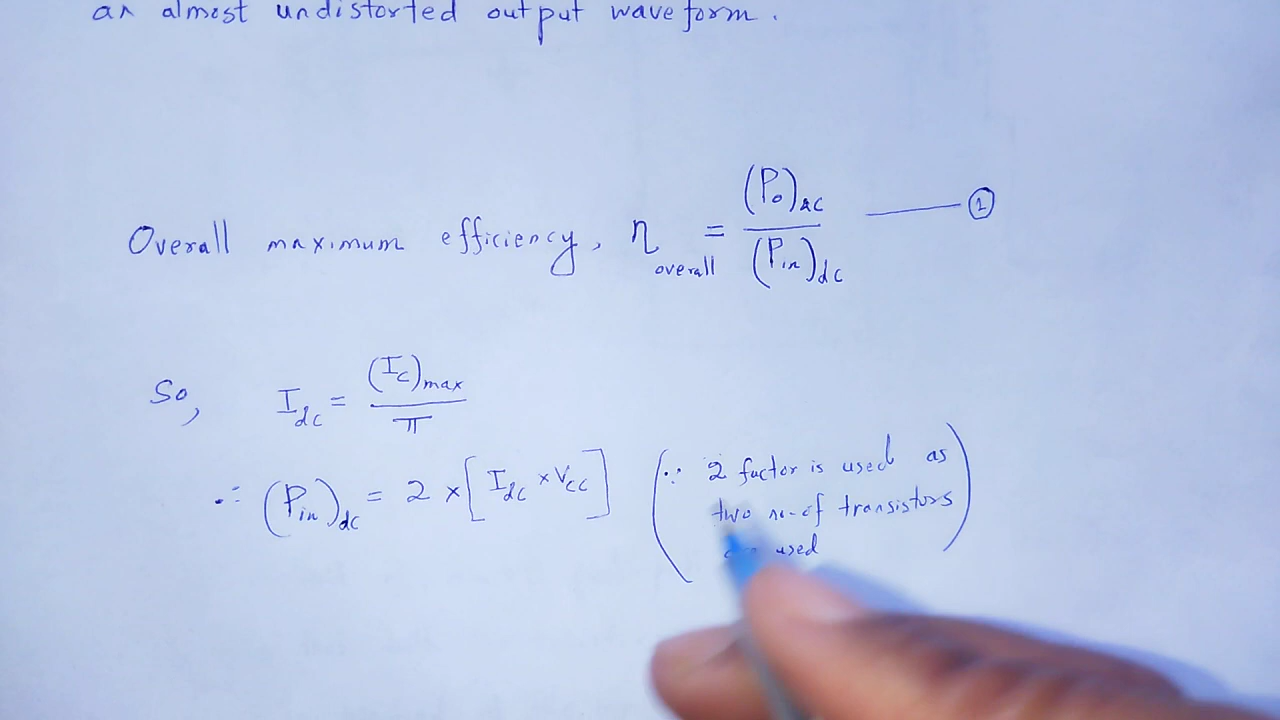 an almost undistorted output waveform.
Overall maximum efficiency, η overall = (Po)ac / (Pin)dc —— ①
So, Idc = (Ic)max / π
∴ (Pin)dc = 2 × [Idc × Vcc] (∵ 2 factor is used as
two no. of transistors
used)